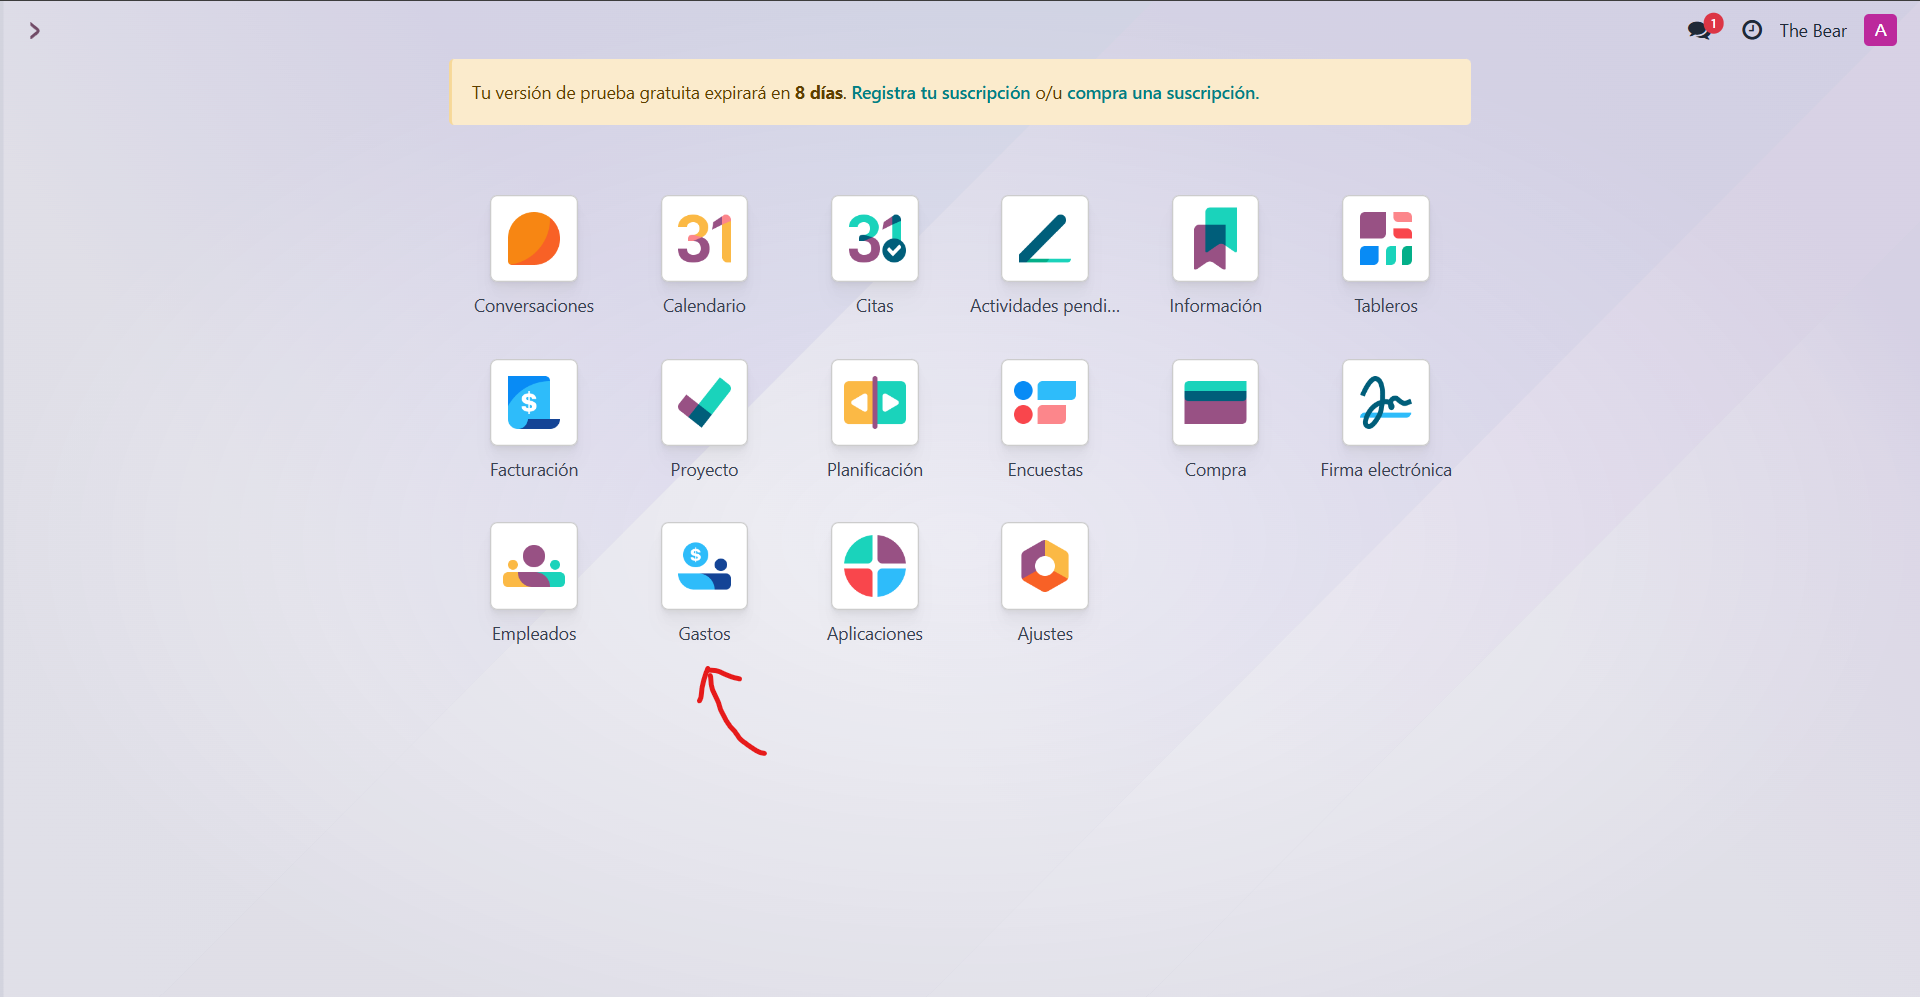 1
The Bear
A
Tu versión de prueba gratuita expirará en 8 días. Registra tu suscripción o/u compra una suscripción.
31
31
Conversaciones
Calendario
Citas
Actividades pendi...
Información
Tableros
$
Facturación
Proyecto
Planificación
Encuestas
Compra
Firma electrónica
$
Empleados
Gastos
Aplicaciones
Ajustes